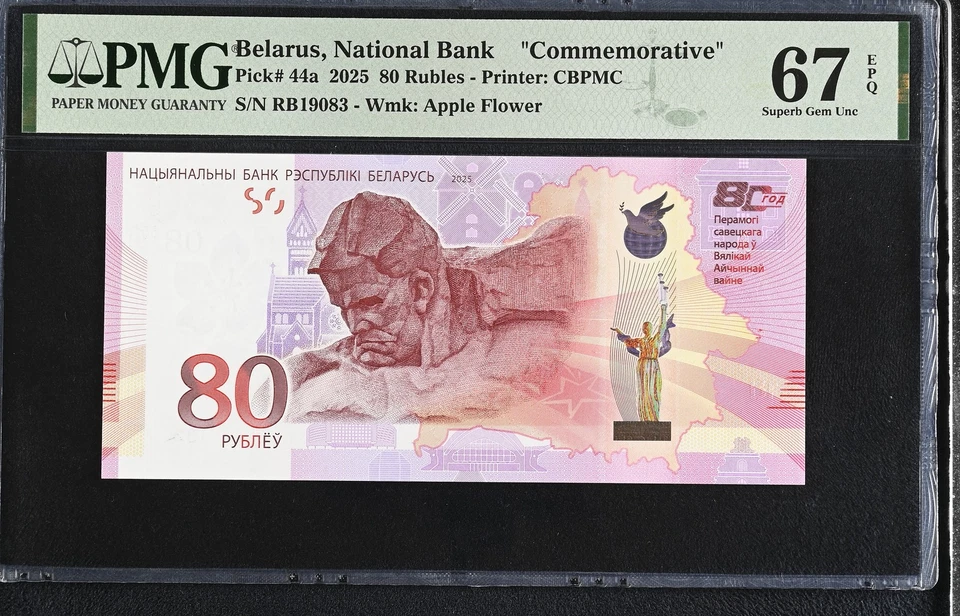 PMG
PAPER MONEY GUARANTY
Belarus, National Bank "Commemorative"
Pick# 44a 2025 80 Rubles - Printer: CBPMC
S/N RB19083 - Wmk: Apple Flower
67
EPQ
Superb Gem Unc
НАЦЫЯНАЛЬНЫ БАНК РЭСПУБЛІКІ БЕЛАРУСЬ 2025
80 год
Перамогі
савецкага
народа ў
Вялікай
Айчыннай
вайне
80
РУБЛЁЎ